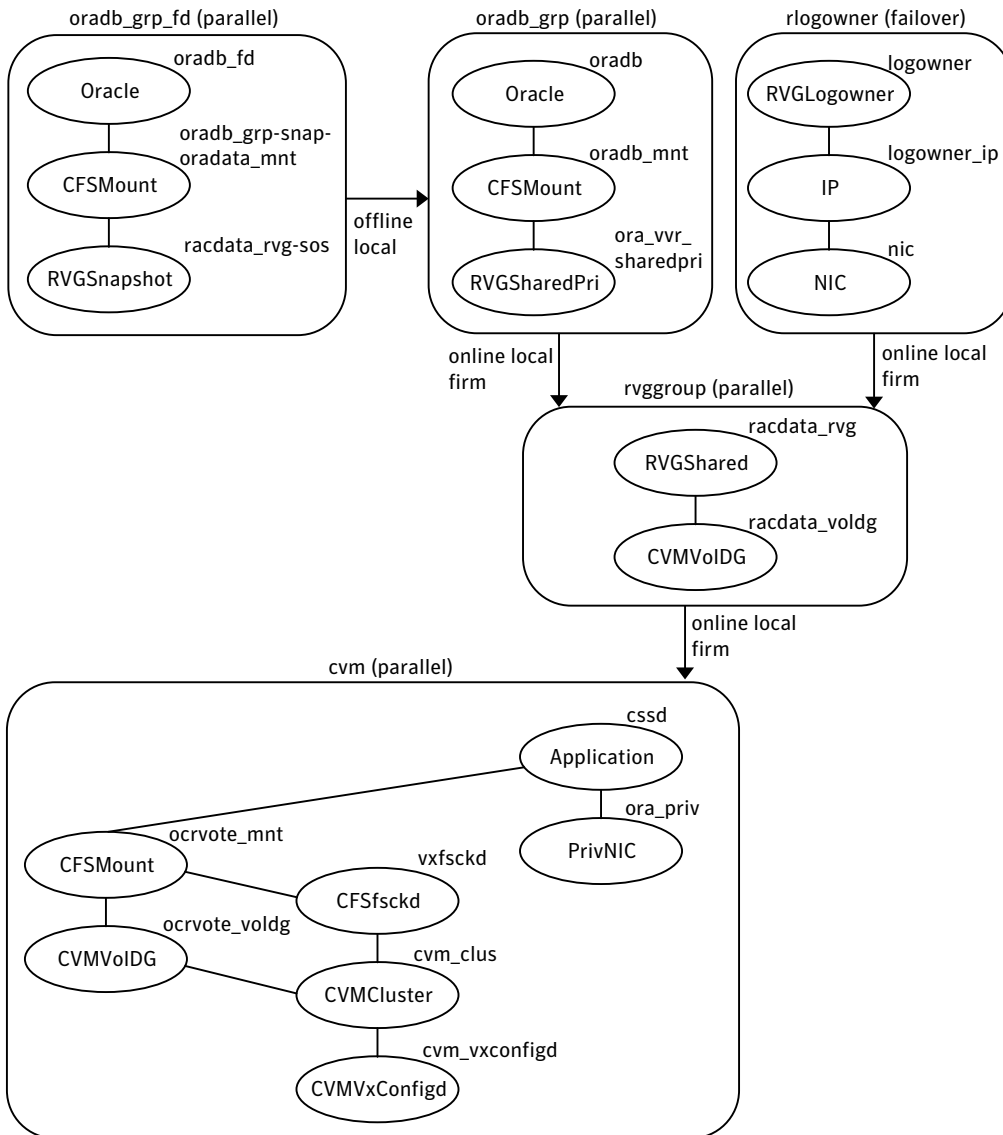 oradb_grp_fd (parallel)
oradb_fd
Oracle
oradb_grp-snap-
oradata_mnt
CFSMount
racdata_rvg-sos
RVGSnapshot
offline
local
oradb_grp (parallel)
oradb
Oracle
oradb_mnt
CFSMount
ora_vvr_
sharedpri
RVGSharedPri
rlogowner (failover)
logowner
RVGLogowner
logowner_ip
IP
nic
NIC
online local
firm
online local
firm
rvggroup (parallel)
racdata_rvg
RVGShared
racdata_voldg
CVMVolDG
online local
firm
cvm (parallel)
cssd
Application
ora_priv
PrivNIC
ocrvote_mnt
CFSMount
vxfsckd
CFSfsckd
ocrvote_voldg
CVMVolDG
cvm_clus
CVMCluster
cvm_vxconfigd
CVMVxConfigd